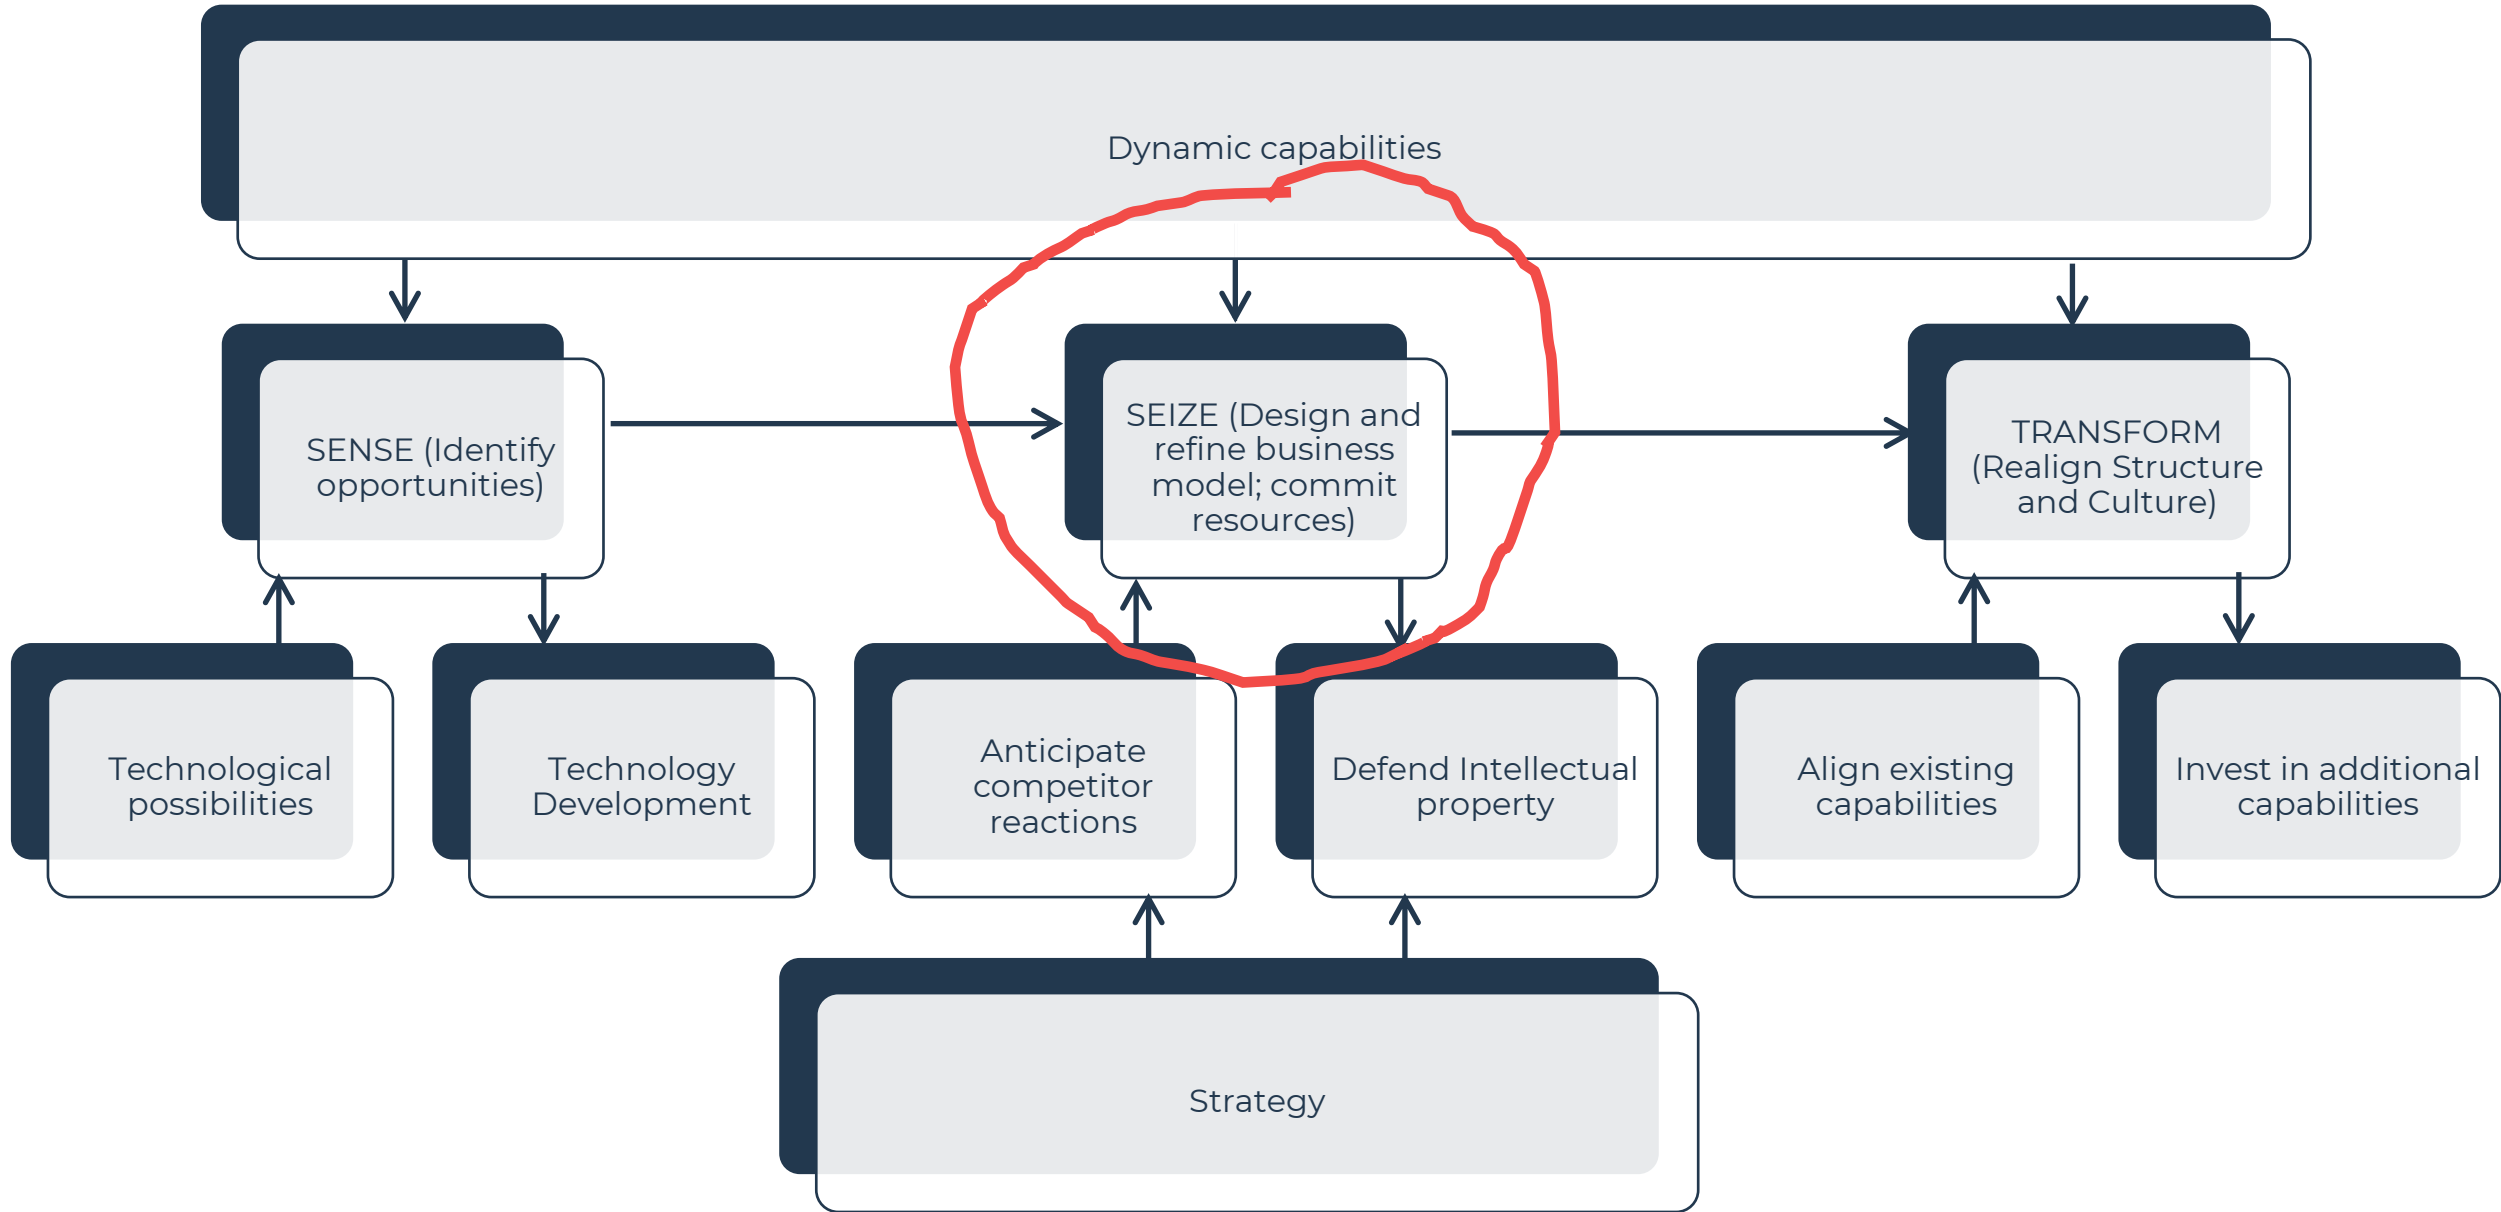 Dynamic capabilities
SENSE (Identify
opportunities)
SEIZE (Design and
refine business
model; commit
resources)
TRANSFORM
(Realign Structure
and Culture)
Technological
possibilities
Technology
Development
Anticipate
competitor
reactions
Defend Intellectual
property
Align existing
capabilities
Invest in additional
capabilities
Strategy